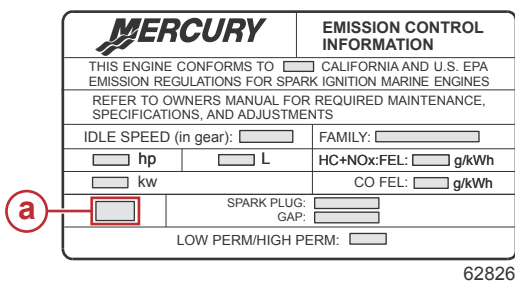 MERCURY
EMISSION CONTROL
INFORMATION
THIS ENGINE CONFORMS TO CALIFORNIA AND U.S. EPA
EMISSION REGULATIONS FOR SPARK IGNITION MARINE ENGINES
REFER TO OWNERS MANUAL FOR REQUIRED MAINTENANCE,
SPECIFICATIONS, AND ADJUSTMENTS
IDLE SPEED (in gear): FAMILY:
hp L HC+NOx:FEL: g/kWh
kw CO FEL: g/kWh
a
SPARK PLUG:
GAP:
LOW PERM/HIGH PERM:
62826